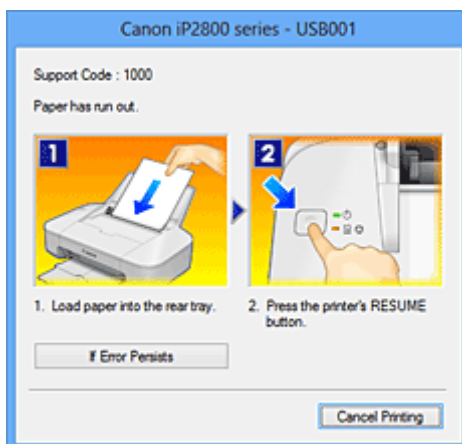 Canon iP2800 series - USB001
Support Code : 1000
Paper has run out.
1
2
1. Load paper into the rear tray.
2. Press the printer's RESUME
button.
If Error Persists
Cancel Printing